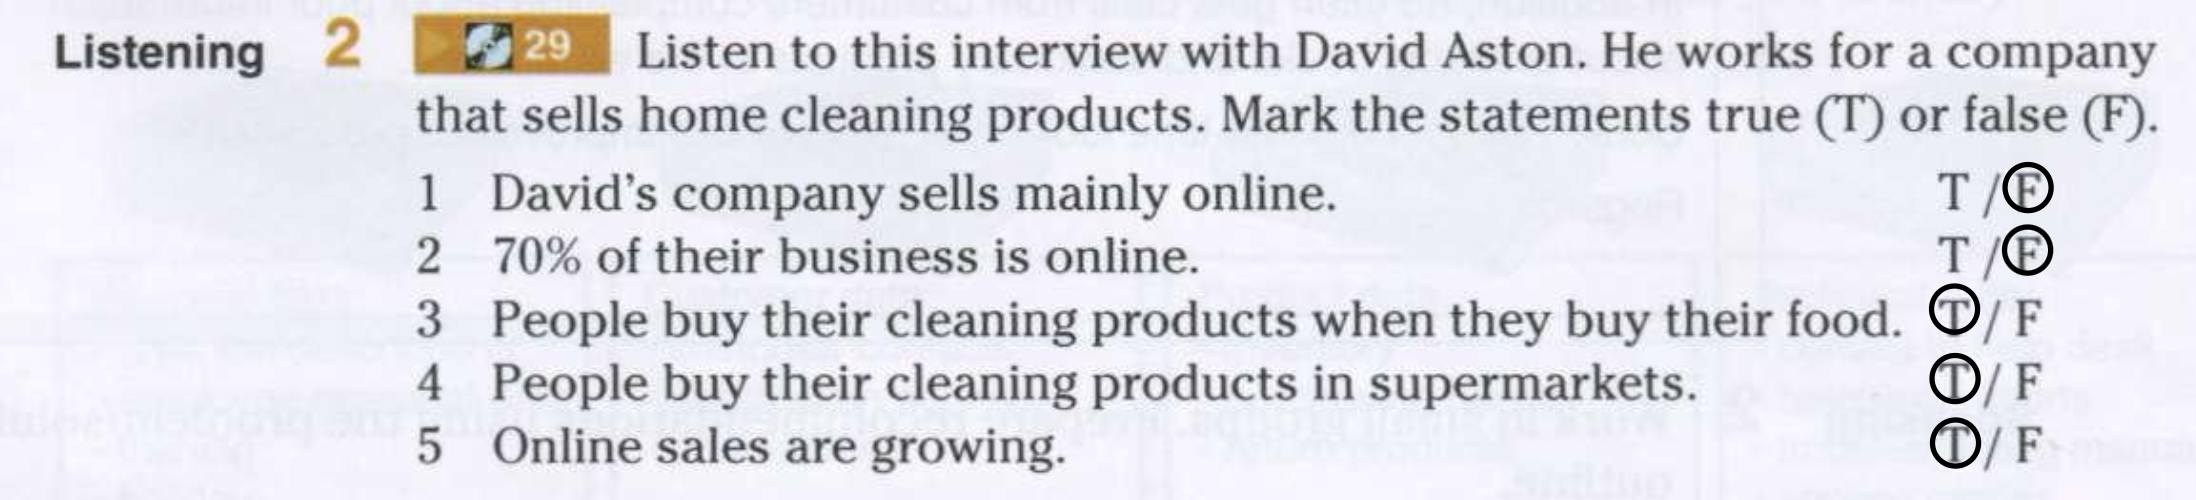 Listening 2 29 Listen to this interview with David Aston. He works for a company
that sells home cleaning products. Mark the statements true (T) or false (F).
1 David's company sells mainly online. T / F
2 70% of their business is online. T / F
3 People buy their cleaning products when they buy their food. T / F
4 People buy their cleaning products in supermarkets. T / F
5 Online sales are growing. T / F